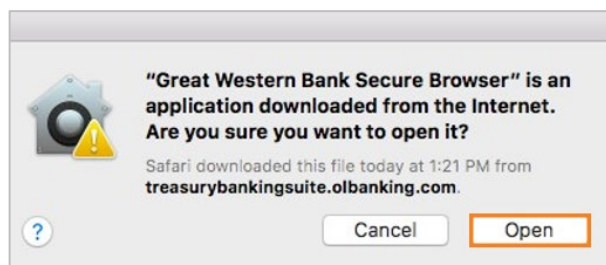 “Great Western Bank Secure Browser” is an
application downloaded from the Internet.
Are you sure you want to open it?
Safari downloaded this file today at 1:21 PM from
treasurybankingsuite.olbanking.com.
?
Cancel
Open